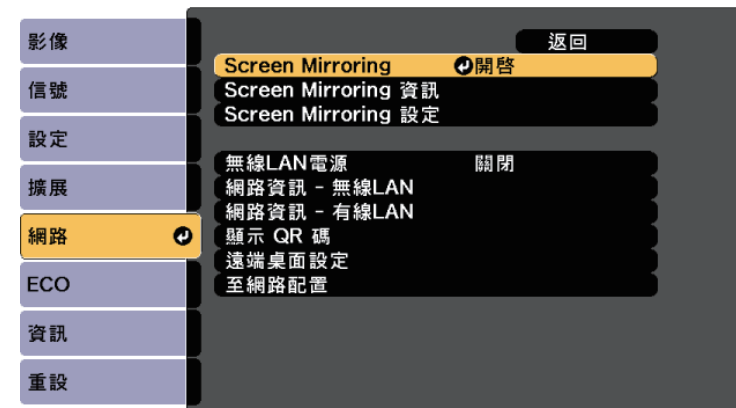 影像
信號
設定
擴展
網路
ECO
資訊
重設
返回
Screen Mirroring 開啓
Screen Mirroring 資訊
Screen Mirroring 設定
無線LAN電源 關閉
網路資訊 - 無線LAN
網路資訊 - 有線LAN
顯示 QR 碼
遠端桌面設定
至網路配置